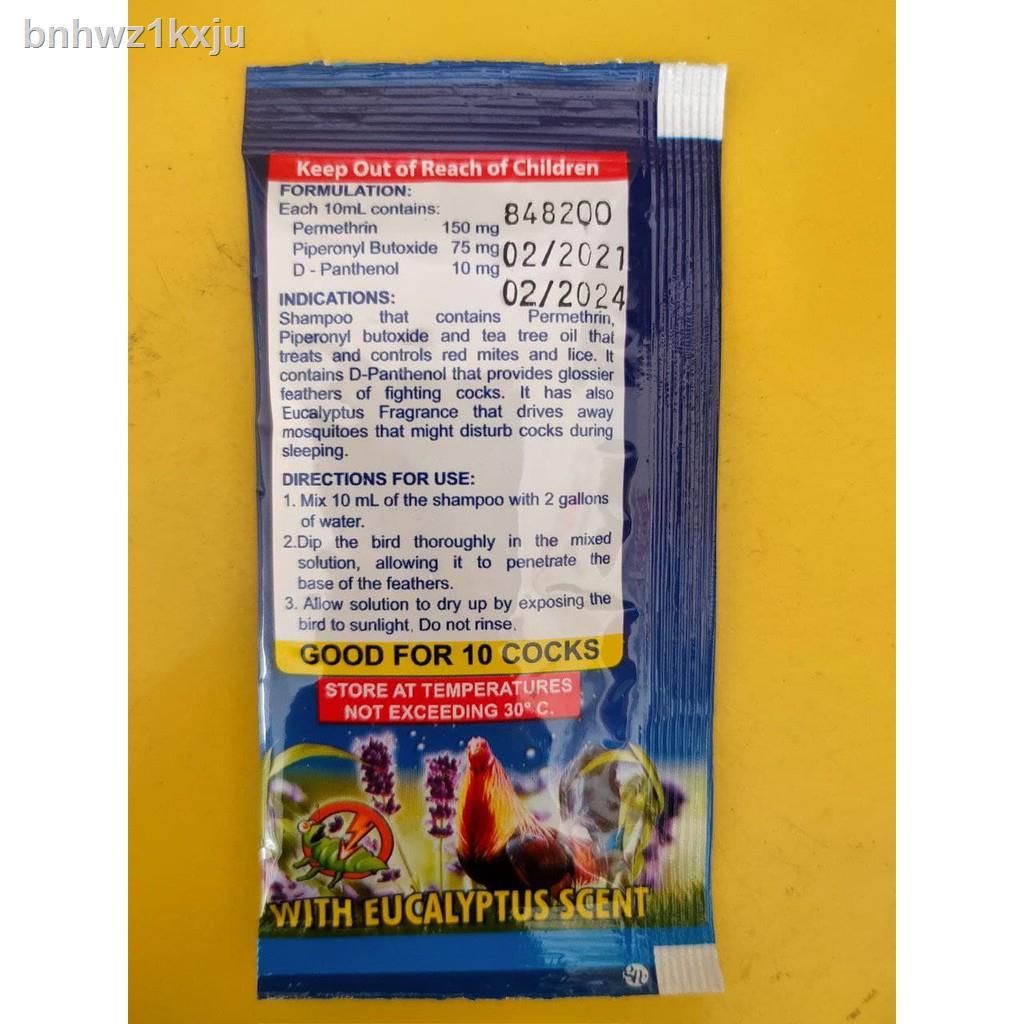 bnhwz1kxju
Keep Out of Reach of Children
FORMULATION:
Each 10mL contains:
Permethrin 150 mg
Piperonyl Butoxide 75 mg
D - Panthenol 10 mg
848200
02/2021
02/2024
INDICATIONS:
Shampoo that contains Permethrin,
Piperonyl butoxide and tea tree oil that
treats and controls red mites and lice. It
contains D-Panthenol that provides glossier
feathers of fighting cocks. It has also
Eucalyptus Fragrance that drives away
mosquitoes that might disturb cocks during
sleeping.
DIRECTIONS FOR USE:
1. Mix 10 mL of the shampoo with 2 gallons
of water.
2.Dip the bird thoroughly in the mixed
solution, allowing it to penetrate the
base of the feathers.
3. Allow solution to dry up by exposing the
bird to sunlight. Do not rinse.
GOOD FOR 10 COCKS
STORE AT TEMPERATURES
NOT EXCEEDING 30° C.
WITH EUCALYPTUS SCENT